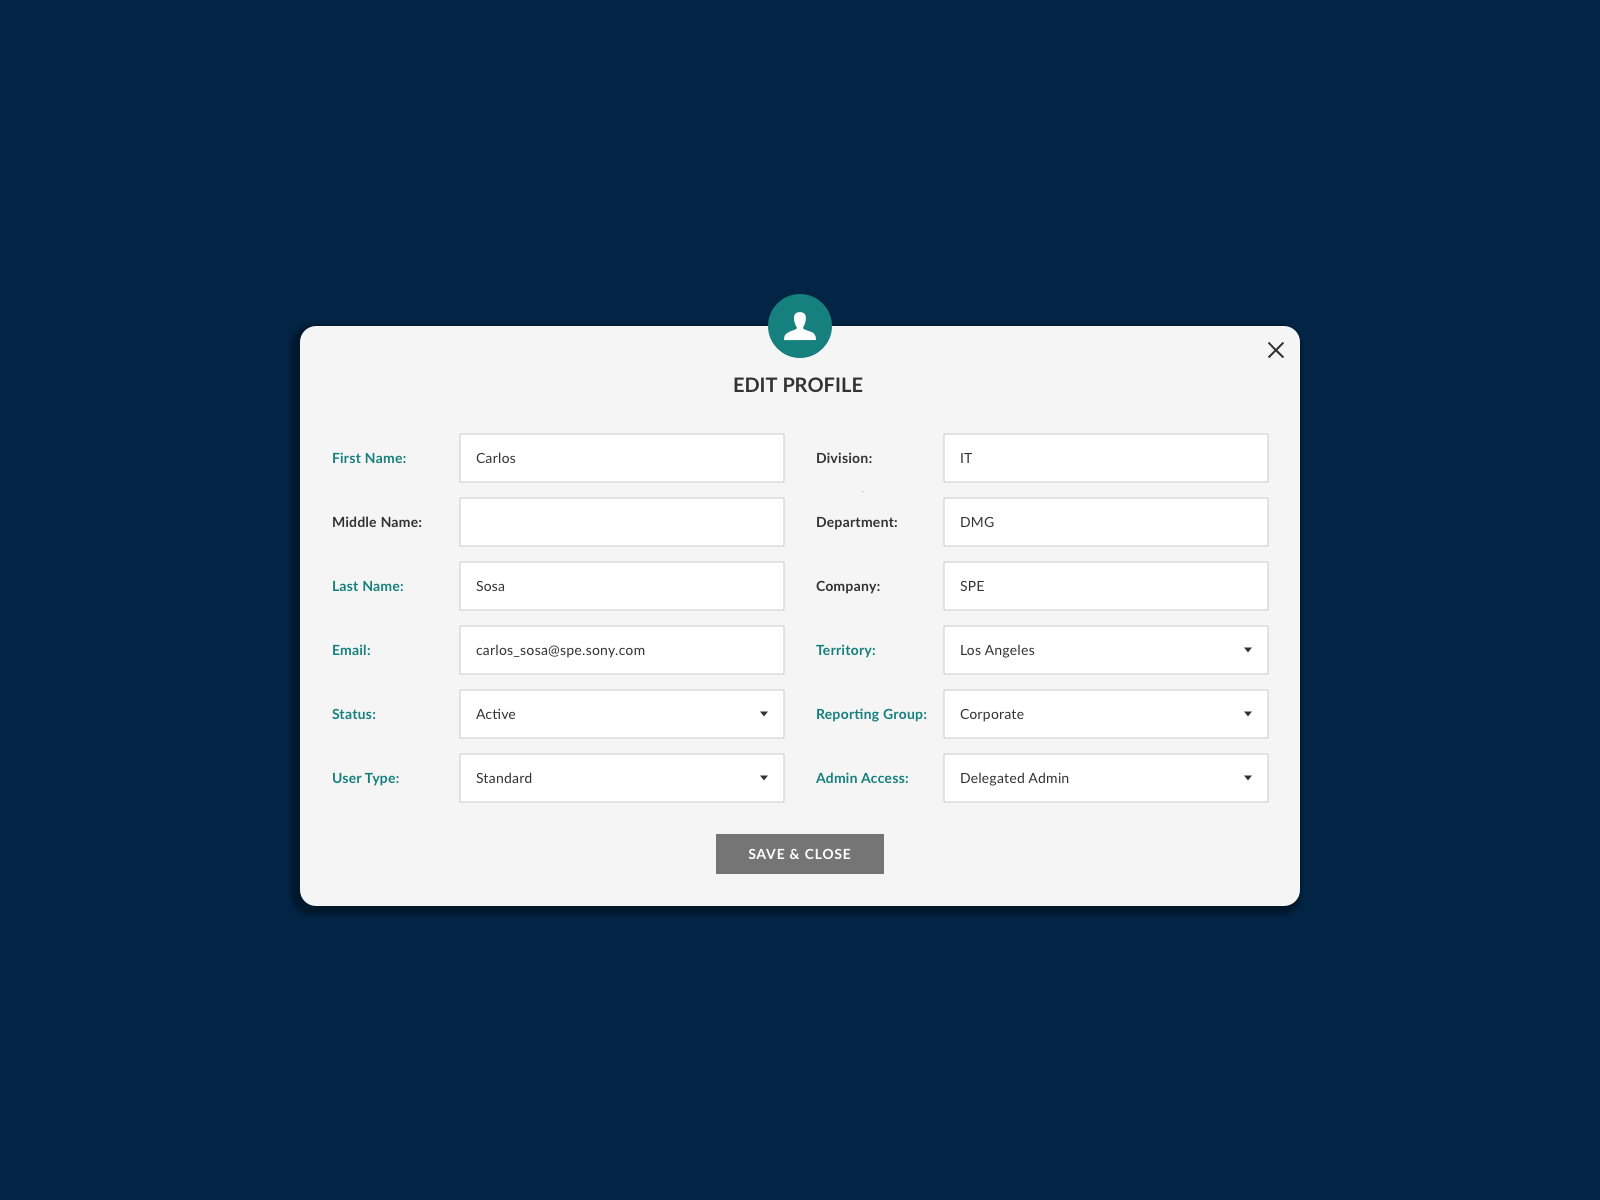 EDIT PROFILE
First Name: Carlos
Middle Name:
Last Name: Sosa
Email: carlos_sosa@spe.sony.com
Status: Active
User Type: Standard
Division: IT
Department: DMG
Company: SPE
Territory: Los Angeles
Reporting Group: Corporate
Admin Access: Delegated Admin
SAVE & CLOSE